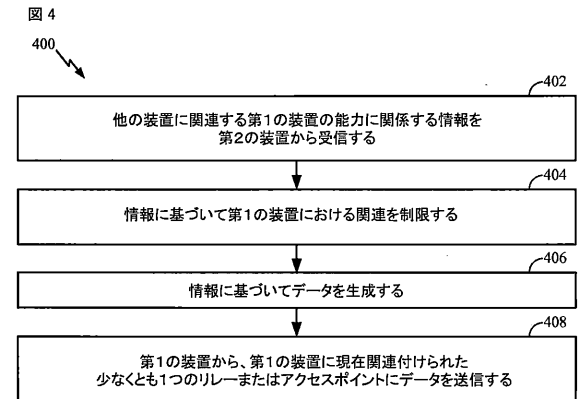 図4
400
402
他の装置に関連する第1の装置の能力に関係する情報を
第2の装置から受信する
404
情報に基づいて第1の装置における関連を制限する
406
情報に基づいてデータを生成する
408
第1の装置から、第1の装置に現在関連付けられた
少なくとも1つのリレーまたはアクセスポイントにデータを送信する